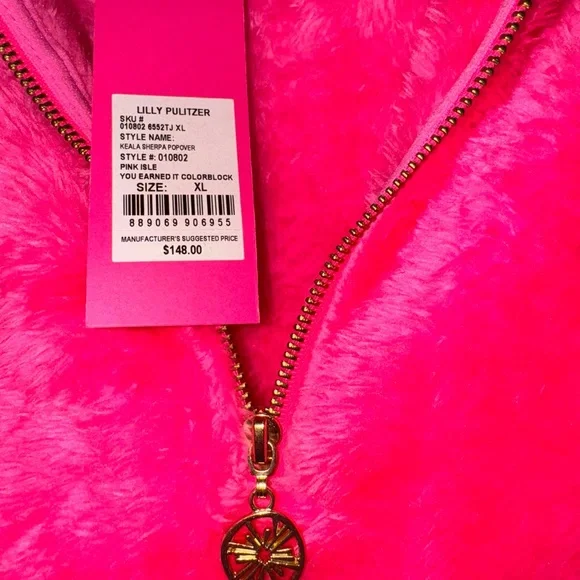 LILLY PULITZER
SKU #
010802 6552TJ XL
STYLE NAME:
KEALA SHERPA POPOVER
STYLE #: 010802
PINK ISLE
YOU EARNED IT COLORBLOCK
SIZE: XL
889069 906955
MANUFACTURER'S SUGGESTED PRICE
$148.00